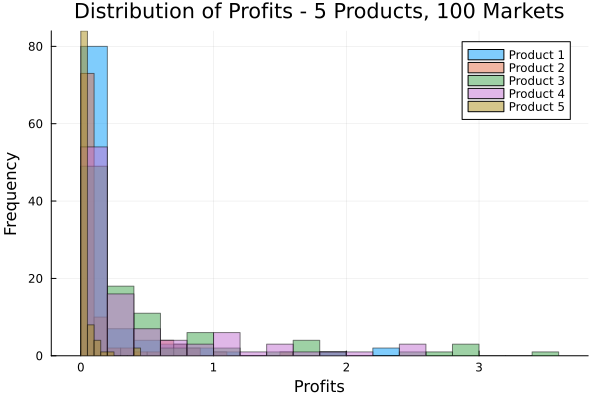 Distribution of Profits - 5 Products, 100 Markets
Frequency
80
60
40
20
0
0 1 2 3
Profits
Product 1
Product 2
Product 3
Product 4
Product 5